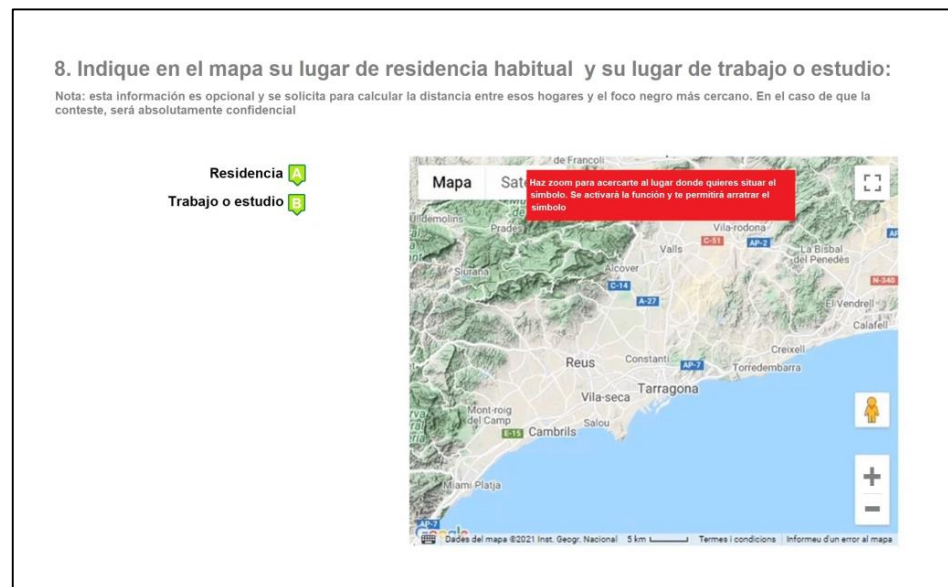 8. Indique en el mapa su lugar de residencia habitual y su lugar de trabajo o estudio:
Nota: esta información es opcional y se solicita para calcular la distancia entre esos hogares y el foco negro más cercano. En el caso de que la
conteste, será absolutamente confidencial
Residencia A
Trabajo o estudio B
de Francolí
Mapa
Sat
Haz zoom para acercarte al lugar donde quieres situar el
símbolo. Se activará la función y te permitirá arratrar el
símbolo
Ulldemolins
Prades
Vila-rodona
Valls
C-51
AP-2
La Bisbal
del Penedès
Siurana
Alcover
C-14
A-27
N-340
El Vendrell
Calafell
Creixell
Reus
Constantí
AP-7
Torredembarra
Tarragona
Vila-seca
Mont-roig
del Camp
Salou
E-15
Cambrils
Miami Platja
AP-7
Google
Dades del mapa ©2021 Inst. Geogr. Nacional
5 km
Termes i condicions
Informeu d'un error al mapa